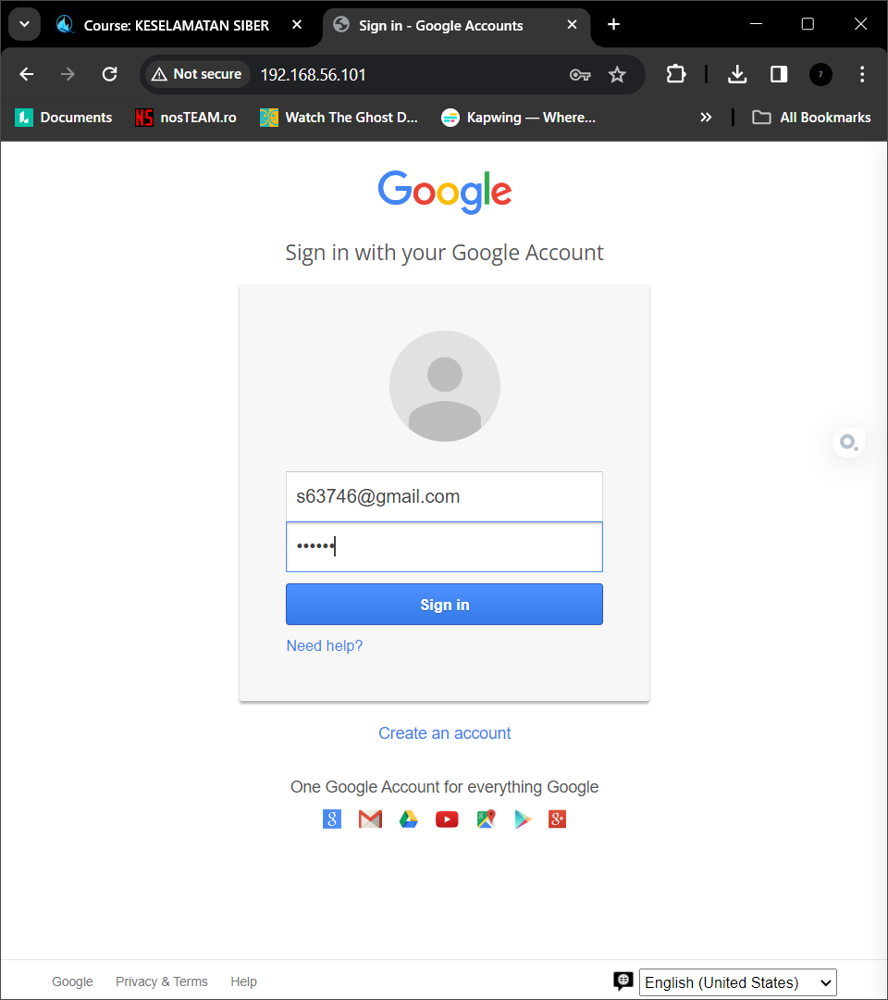 Course: KESELAMATAN SIBER
Sign in - Google Accounts
Not secure 192.168.56.101
7
Documents nosTEAM.ro Watch The Ghost D... Kapwing — Where... » All Bookmarks
Google
Sign in with your Google Account
s63746@gmail.com
••••••
Sign in
Need help?
Create an account
One Google Account for everything Google
Google Privacy & Terms Help English (United States)